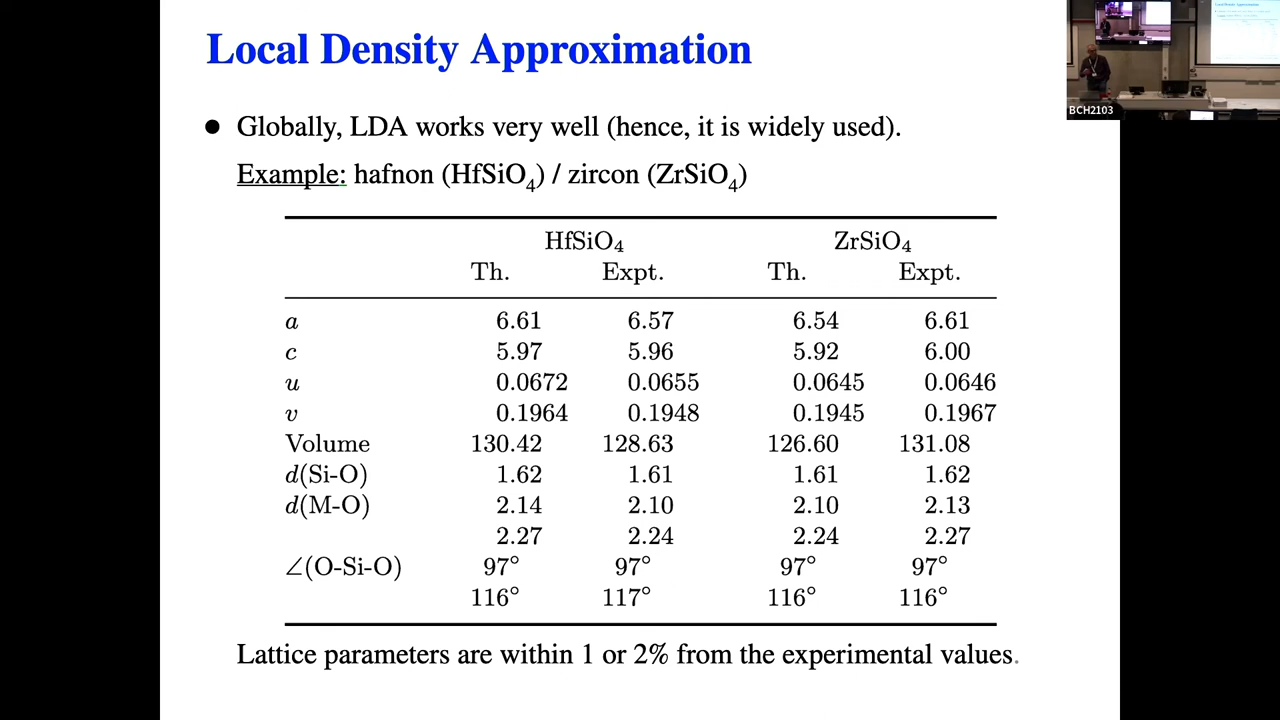 Local Density Approximation
BCH2103
● Globally, LDA works very well (hence, it is widely used).
Example: hafnon (HfSiO4) / zircon (ZrSiO4)
HfSiO4 ZrSiO4
Th. Expt. Th. Expt.
a 6.61 6.57 6.54 6.61
c 5.97 5.96 5.92 6.00
u 0.0672 0.0655 0.0645 0.0646
v 0.1964 0.1948 0.1945 0.1967
Volume 130.42 128.63 126.60 131.08
d(Si-O) 1.62 1.61 1.61 1.62
d(M-O) 2.14 2.10 2.10 2.13
2.27 2.24 2.24 2.27
∠(O-Si-O) 97° 97° 97° 97°
116° 117° 116° 116°
Lattice parameters are within 1 or 2% from the experimental values.